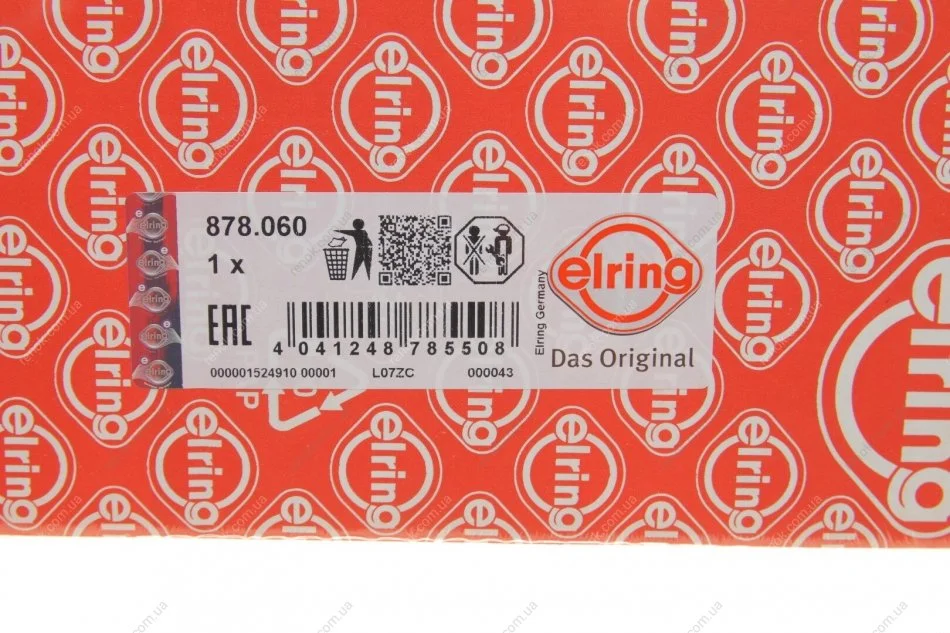 878.060
1 x
EAC
4 041248 785508
000001524910 00001 L07ZC 000043
Elring Germany
elring
Das Original